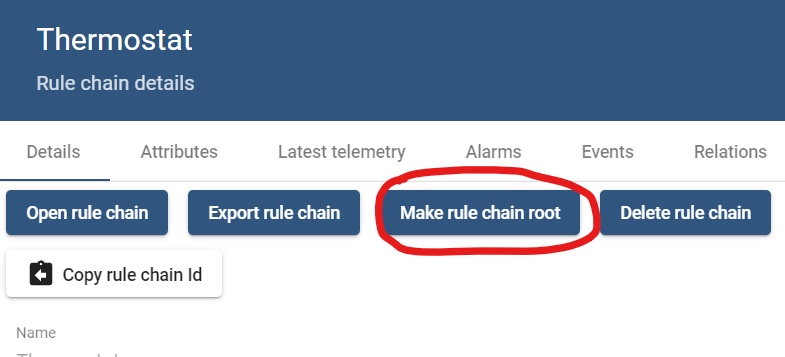 Thermostat
Rule chain details
Details Attributes Latest telemetry Alarms Events Relations
Open rule chain Export rule chain Make rule chain root Delete rule chain
Copy rule chain Id
Name